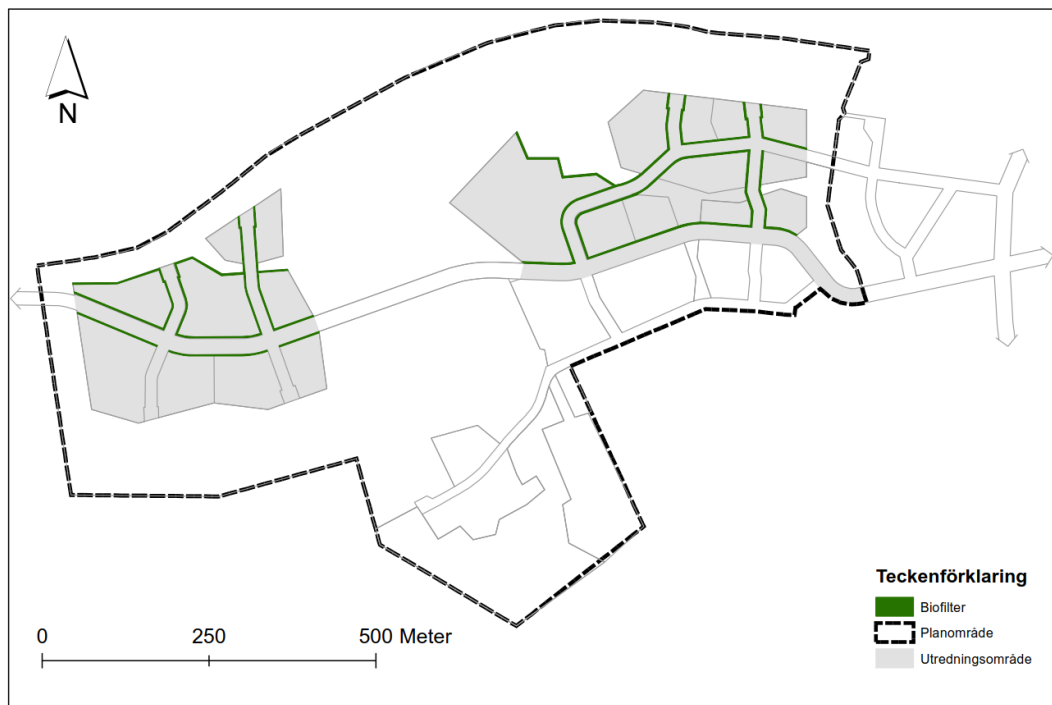 N
0 250 500 Meter
Teckenförklaring
Biofilter
Planområde
Utredningsområde